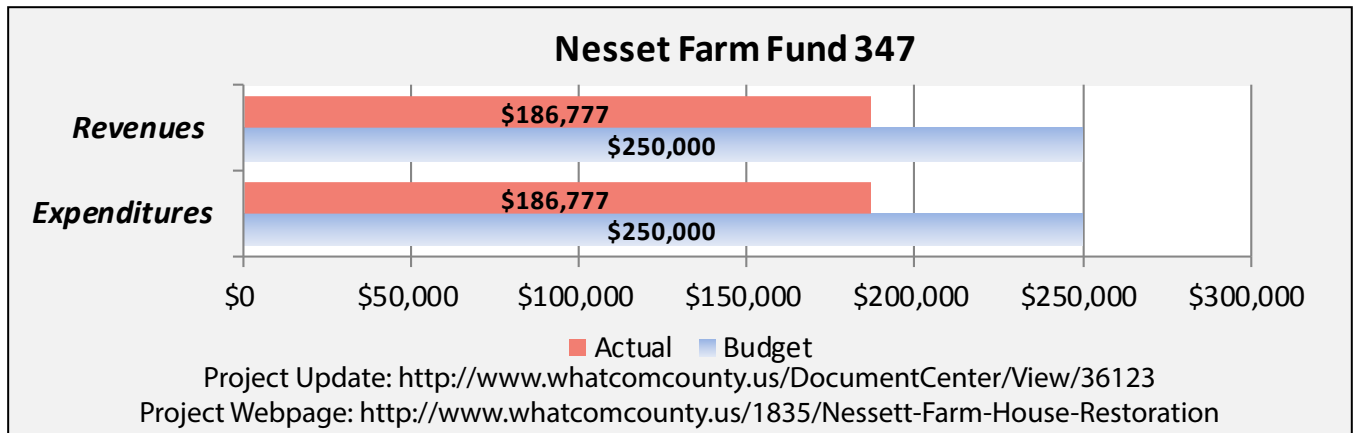 Nesset Farm Fund 347
Revenues
$186,777
$250,000
Expenditures
$186,777
$250,000
$0 $50,000 $100,000 $150,000 $200,000 $250,000 $300,000
Actual Budget
Project Update: http://www.whatcomcounty.us/DocumentCenter/View/36123
Project Webpage: http://www.whatcomcounty.us/1835/Nessett-Farm-House-Restoration